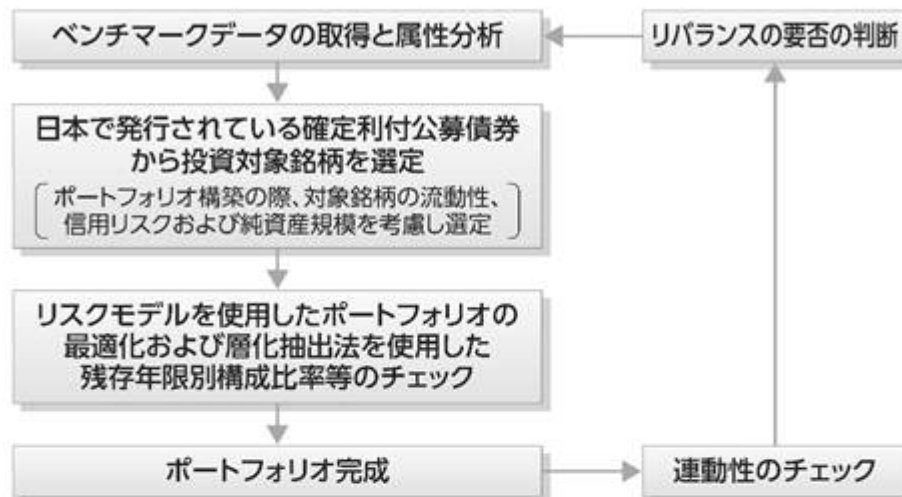 ベンチマークデータの取得と属性分析
リバランスの要否の判断
日本で発行されている確定利付公募債券
から投資対象銘柄を選定
ポートフォリオ構築の際、対象銘柄の流動性、
信用リスクおよび純資産規模を考慮し選定
リスクモデルを使用したポートフォリオの
最適化および層化抽出法を使用した
残存年限別構成比率等のチェック
ポートフォリオ完成
連動性のチェック